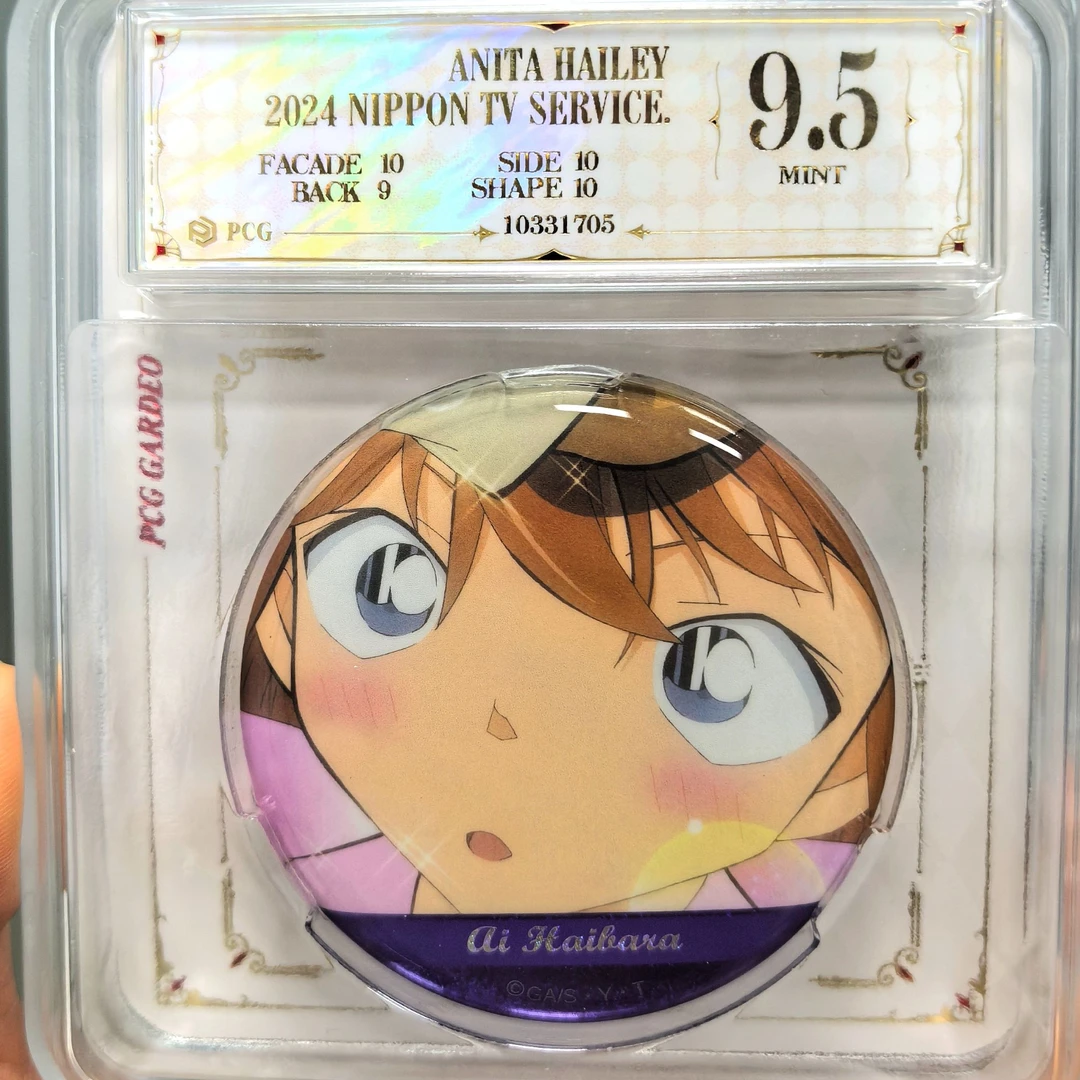 ANITA HAILEY
2024 NIPPON TV SERVICE.
9.5
MINT
FACADE 10 SIDE 10
BACK 9 SHAPE 10
PCG 10331705
PCG GARDEO
Ai Haibara
©GA/S・Y・T